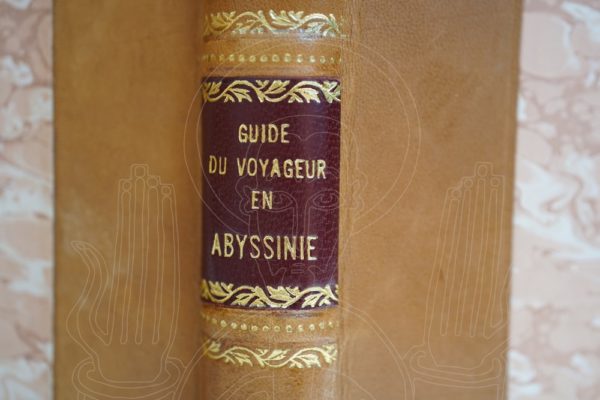 GUIDE
DU VOYAGEUR
EN
ABYSSINIE